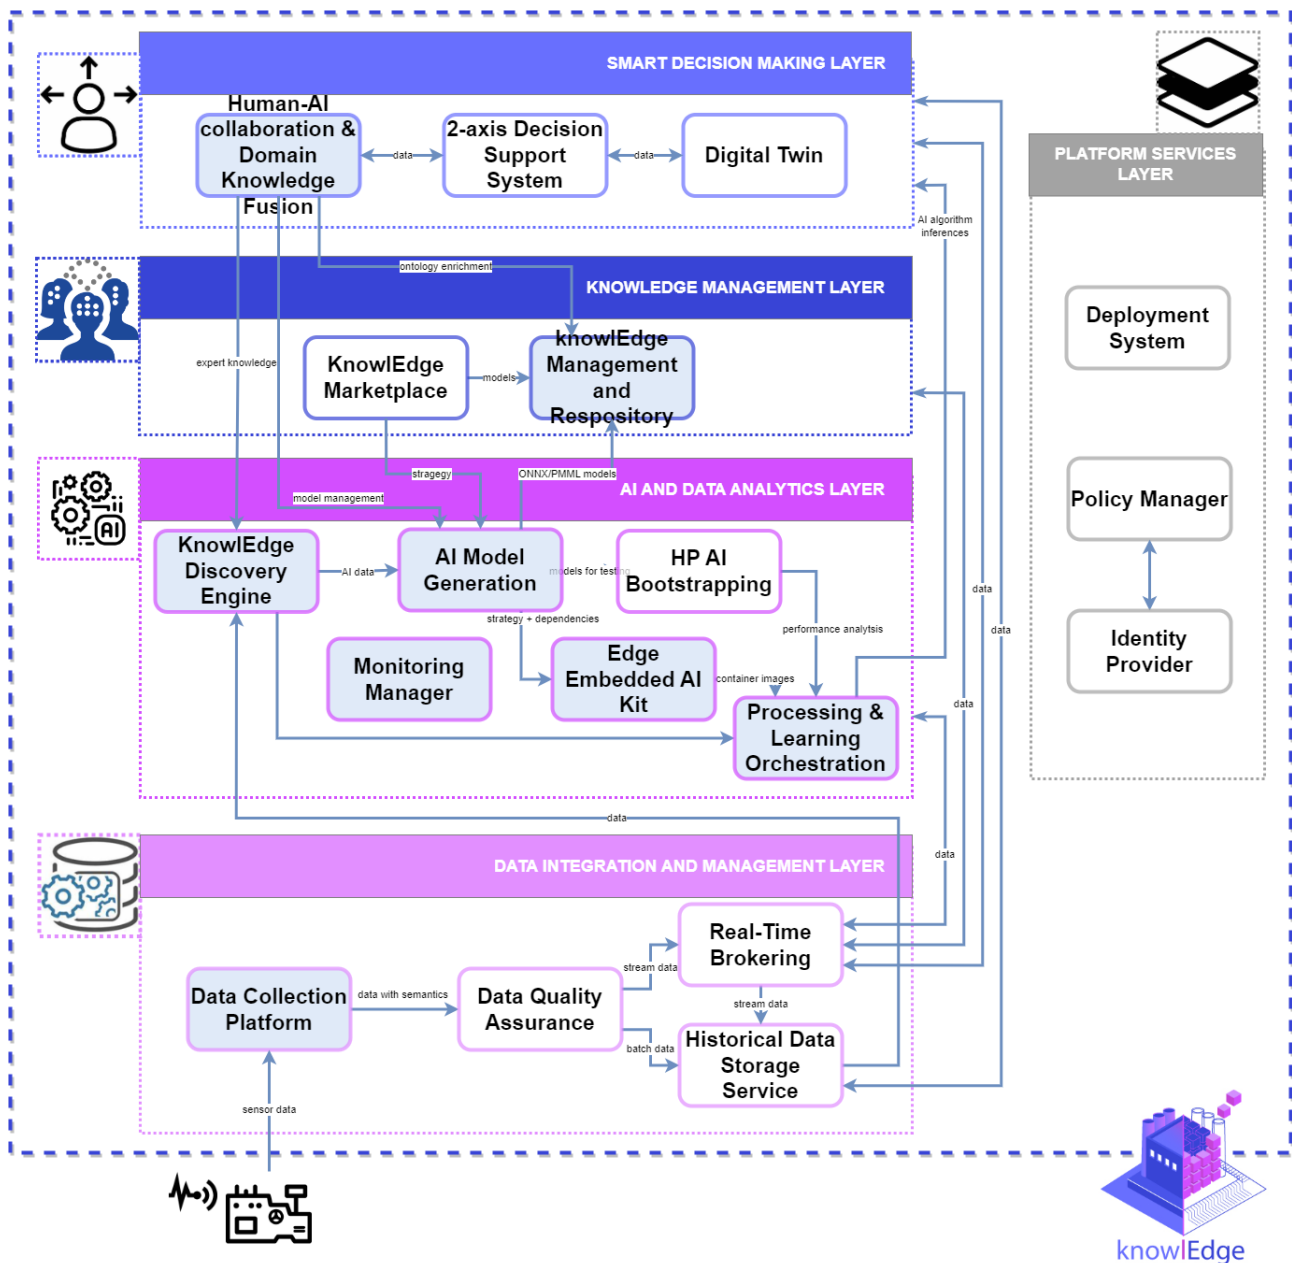 SMART DECISION MAKING LAYER
Human-AI
collaboration &
Domain
Knowledge
Fusion
data
2-axis Decision
Support
System
data
Digital Twin
PLATFORM SERVICES
LAYER
AI algorithm
inferences
ontology enrichment
KNOWLEDGE MANAGEMENT LAYER
Deployment
System
expert knowledge
KnowlEdge
Marketplace
models
knowlEdge
Management
and
Respository
stragegy
ONNX/PMML models
model management
AI AND DATA ANALYTICS LAYER
Policy Manager
KnowlEdge
Discovery
Engine
AI data
AI Model
Generation
models for testing
HP AI
Bootstrapping
data
strategy + dependencies
performance analytsis
data
Identity
Provider
Monitoring
Manager
Edge
Embedded AI
Kit
container images
data
Processing &
Learning
Orchestration
data
data
DATA INTEGRATION AND MANAGEMENT LAYER
Real-Time
Brokering
stream data
Data Collection
Platform
data with semantics
Data Quality
Assurance
stream data
batch data
Historical Data
Storage
Service
sensor data
knowlEdge